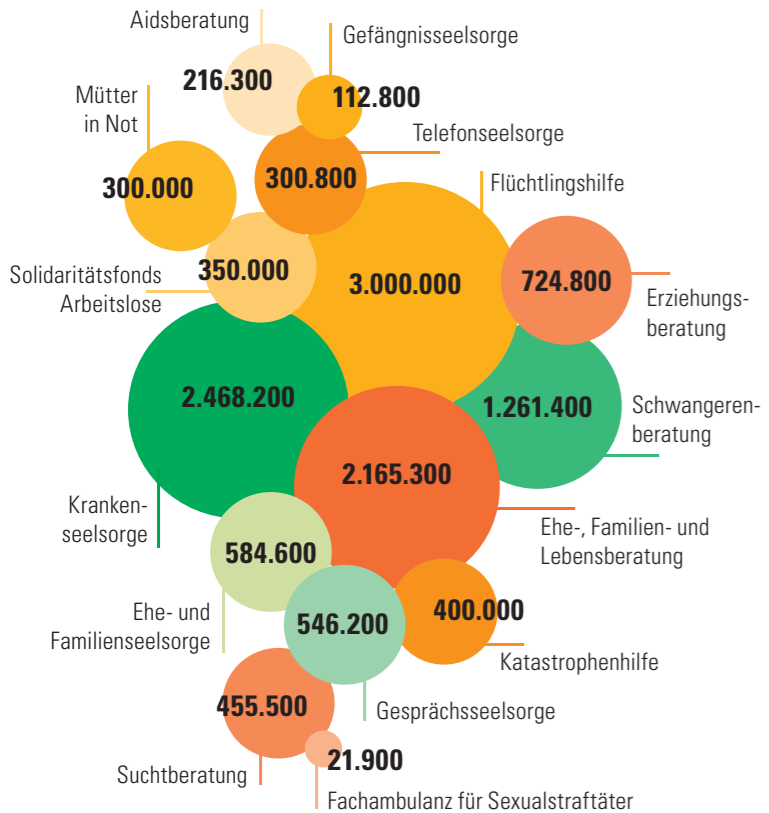 Aidsberatung
216.300
Gefängnisseelsorge
112.800
Mütter
in Not
300.000
Telefonseelsorge
300.800
Flüchtlingshilfe
3.000.000
Solidaritätsfonds
Arbeitslose
350.000
724.800
Erziehungs-
beratung
2.468.200
Kranken-
seelsorge
1.261.400
Schwangeren-
beratung
2.165.300
Ehe-, Familien- und
Lebensberatung
584.600
Ehe- und
Familienseelsorge
546.200
Gesprächsseelsorge
400.000
Katastrophenhilfe
455.500
Suchtberatung
21.900
Fachambulanz für Sexualstraftäter